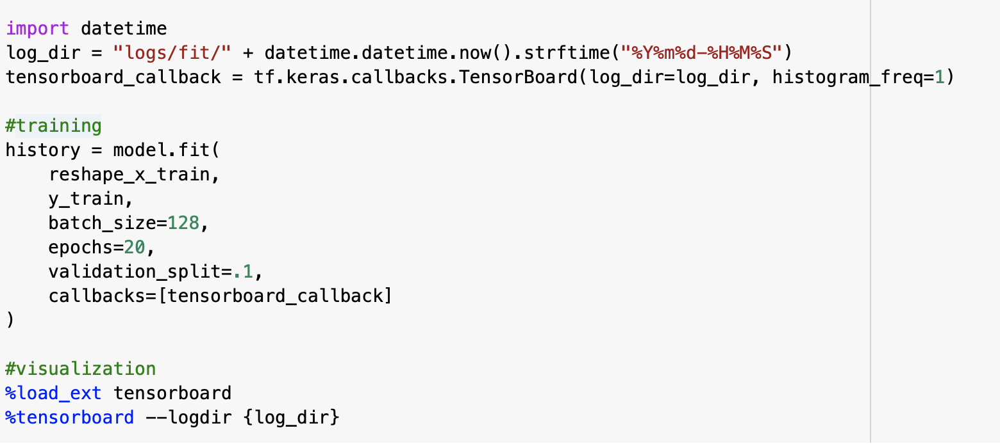 import datetime
log_dir = "logs/fit/" + datetime.datetime.now().strftime("%Y%m%d-%H%M%S")
tensorboard_callback = tf.keras.callbacks.TensorBoard(log_dir=log_dir, histogram_freq=1)

#training
history = model.fit(
    reshape_x_train,
    y_train,
    batch_size=128,
    epochs=20,
    validation_split=.1,
    callbacks=[tensorboard_callback]
)

#visualization
%load_ext tensorboard
%tensorboard --logdir {log_dir}